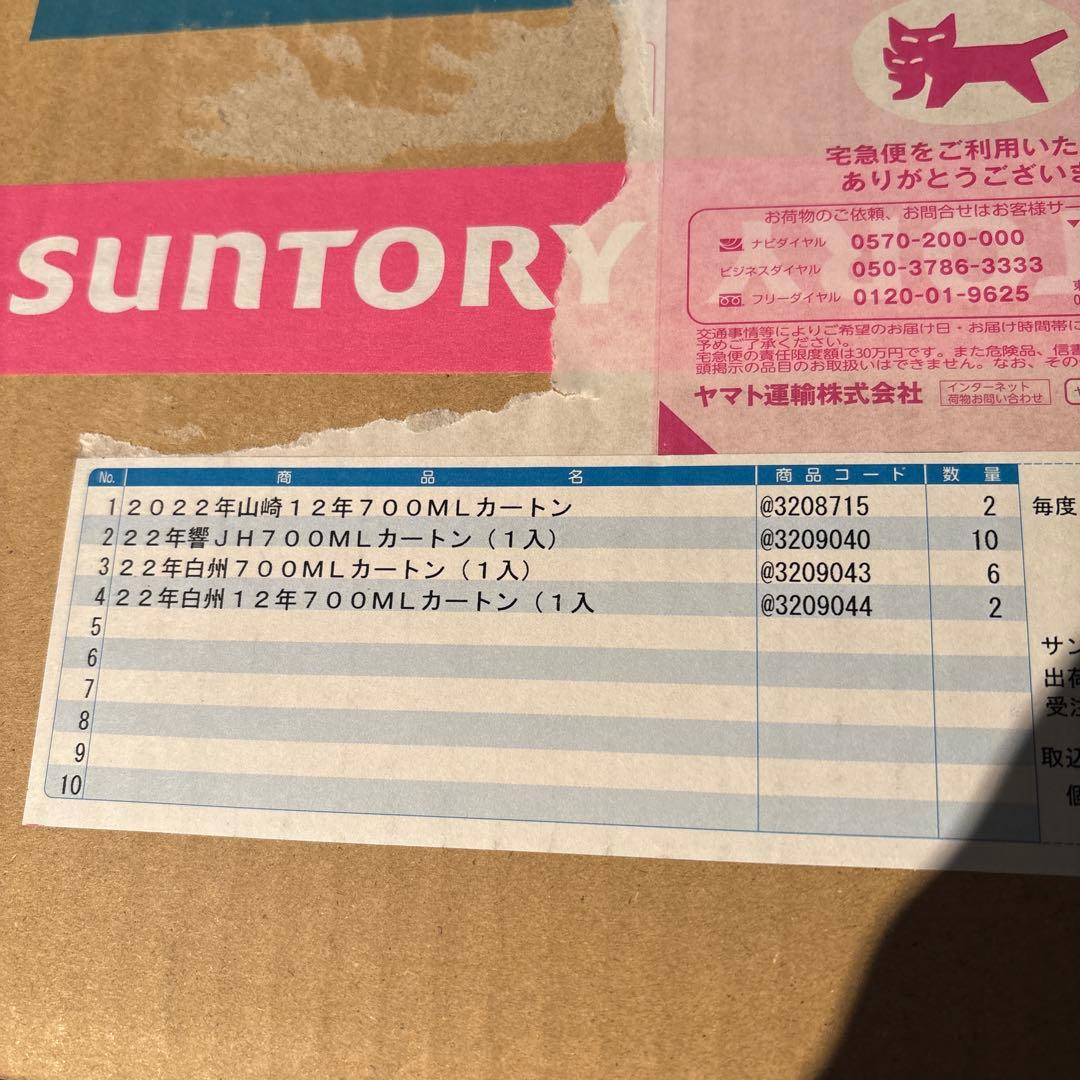 SUNTORY
宅急便をご利用いた
ありがとうござい
お荷物のご依頼、お問合せはお客様サー
ナビダイヤル 0570-200-000
ビジネスダイヤル 050-3786-3333
フリーダイヤル 0120-01-9625
交通事情等によりご希望のお届け日・お届け時間帯に
予めご了承ください。
宅急便の責任限度額は30万円です。また危険品、信書
頭掲示の品目のお取扱いはできません。なお、その
ヤマト運輸株式会社 インターネット
荷物お問い合わせ
No. 商品名 商品コード 数量
1 2022年山崎12年700MLカートン @3208715 2 毎度
2 22年響JH700MLカートン(1入) @3209040 10
3 22年白州700MLカートン(1入) @3209043 6
4 22年白州12年700MLカートン(1入 @3209044 2
5
サン
6
出荷
7
受注
8
9
取込
10
個